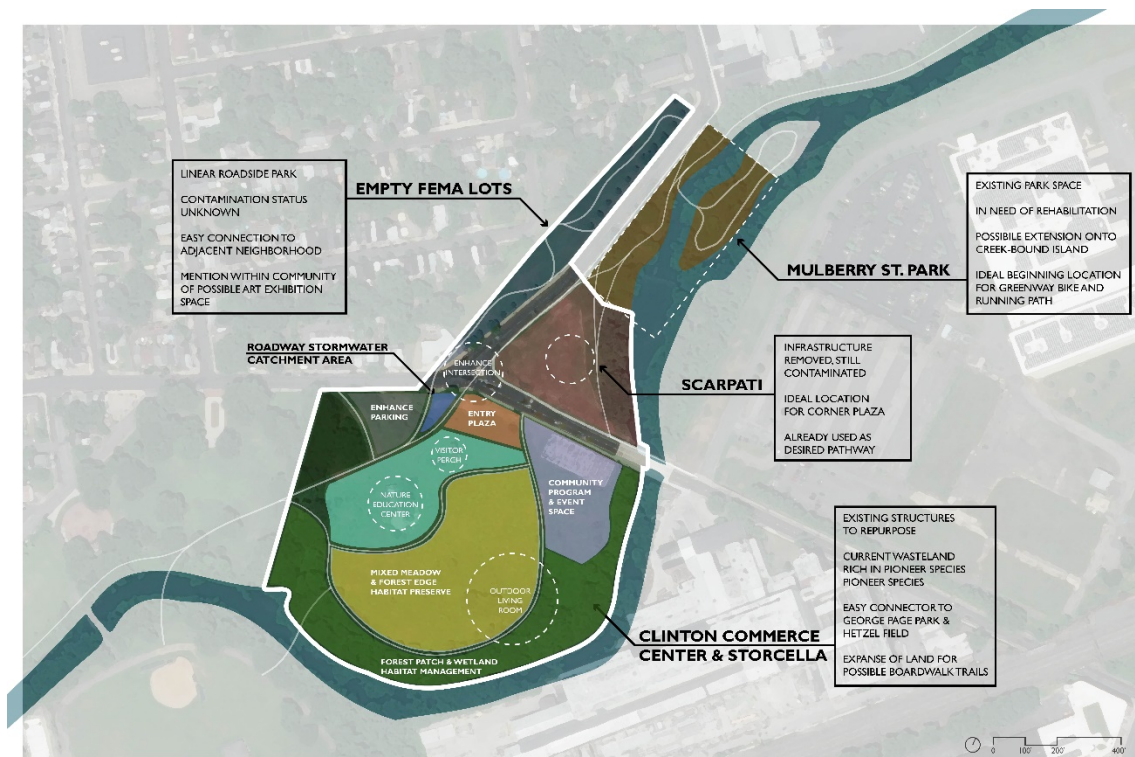 LINEAR ROADSIDE PARK
CONTAMINATION STATUS
UNKNOWN
EASY CONNECTION TO
ADJACENT NEIGHBORHOOD
MENTION WITHIN COMMUNITY
OF POSSIBLE ART EXHIBITION
SPACE
EMPTY FEMA LOTS
EXISTING PARK SPACE
IN NEED OF REHABILITATION
POSSIBILE EXTENSION ONTO
CREEK-BOUND ISLAND
IDEAL BEGINNING LOCATION
FOR GREENWAY BIKE AND
RUNNING PATH
MULBERRY ST. PARK
ROADWAY STORMWATER
CATCHMENT AREA
ENHANCE
INTERSECTION
INFRASTRUCTURE
REMOVED, STILL
CONTAMINATED
IDEAL LOCATION
FOR CORNER PLAZA
ALREADY USED AS
DESIRED PATHWAY
SCARPATI
ENHANCE
PARKING
ENTRY
PLAZA
VISITOR
PERCH
NATURE
EDUCATION
CENTER
COMMUNITY
PROGRAM
& EVENT
SPACE
MIXED MEADOW
& FOREST EDGE
HABITAT PRESERVE
OUTDOOR
LIVING
ROOM
FOREST PATCH & WETLAND
HABITAT MANAGEMENT
EXISTING STRUCTURES
TO REPURPOSE
CURRENT WASTELAND
RICH IN PIONEER SPECIES
PIONEER SPECIES
EASY CONNECTOR TO
GEORGE PAGE PARK &
HETZEL FIELD
EXPANSE OF LAND FOR
POSSIBLE BOARDWALK TRAILS
CLINTON COMMERCE
CENTER & STORCELLA
0 100' 200' 400'